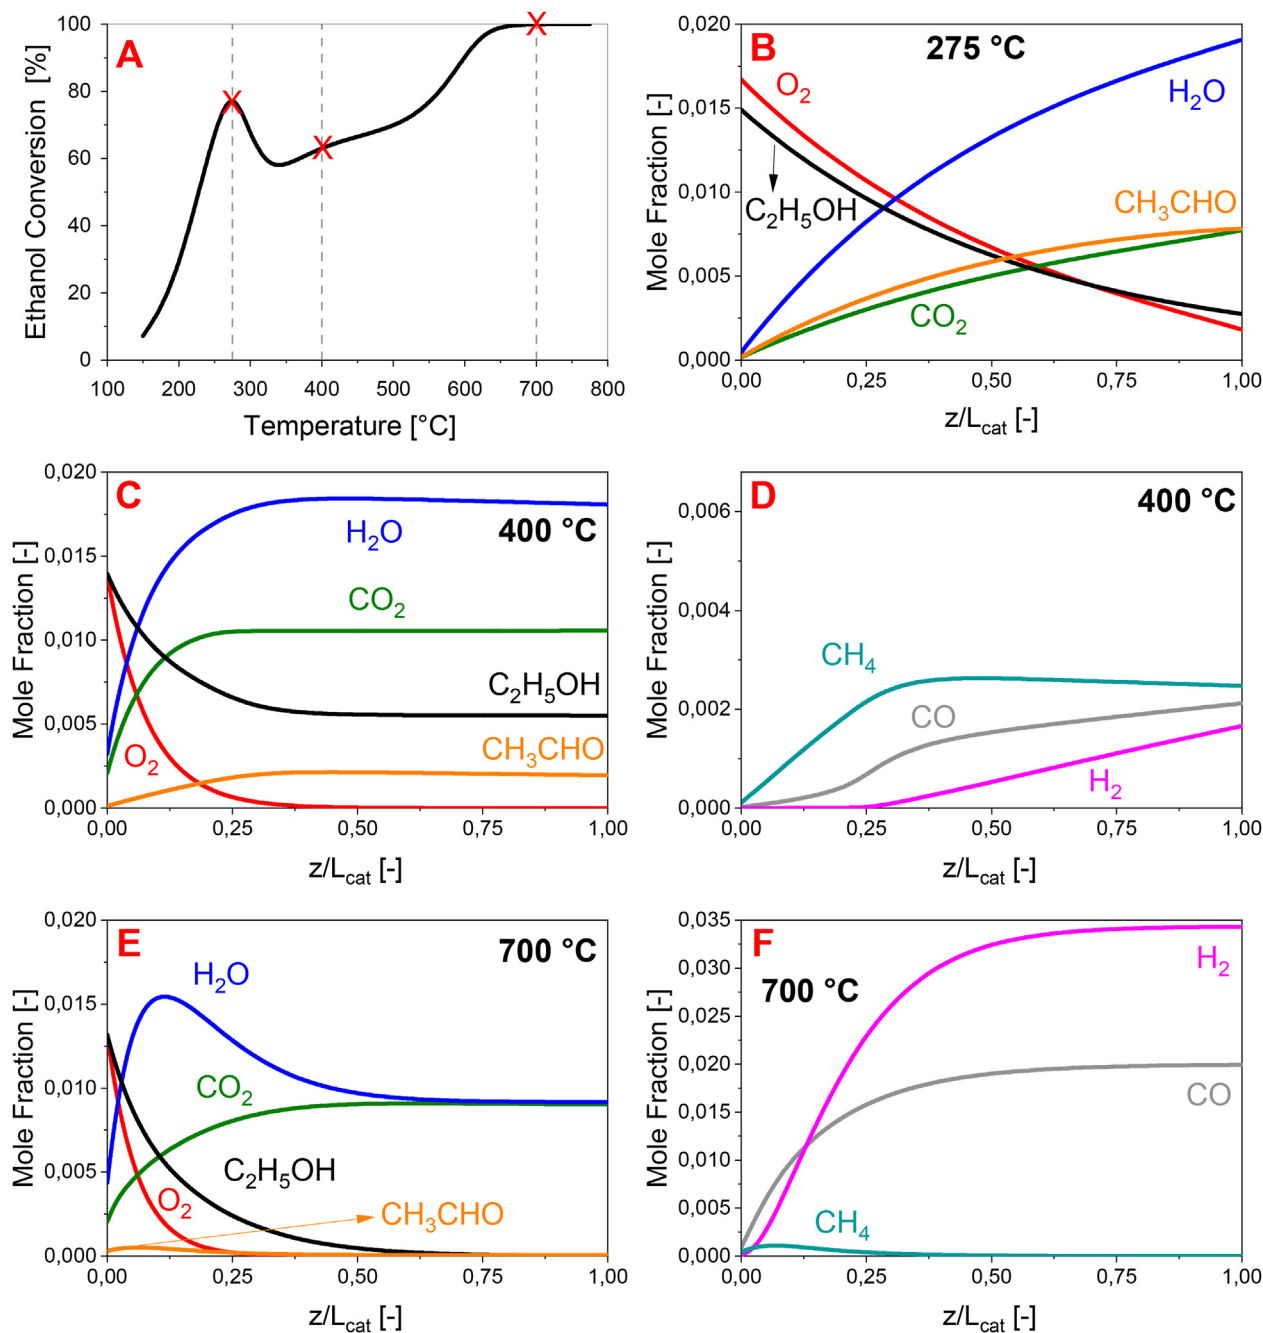 A
Ethanol Conversion [%]
100
80
60
40
20
0
X
X
X
100 200 300 400 500 600 700 800
Temperature [°C]
B
275 °C
Mole Fraction [-]
0,020
0,015
0,010
0,005
0,000
O₂
H₂O
C₂H₅OH
CH₃CHO
CO₂
0,00 0,25 0,50 0,75 1,00
z/L_cat [-]
C
400 °C
Mole Fraction [-]
0,020
0,015
0,010
0,005
0,000
H₂O
CO₂
C₂H₅OH
O₂
CH₃CHO
0,00 0,25 0,50 0,75 1,00
z/L_cat [-]
D
400 °C
Mole Fraction [-]
0,006
0,004
0,002
0,000
CH₄
CO
H₂
0,00 0,25 0,50 0,75 1,00
z/L_cat [-]
E
700 °C
Mole Fraction [-]
0,020
0,015
0,010
0,005
0,000
H₂O
CO₂
C₂H₅OH
O₂
CH₃CHO
0,00 0,25 0,50 0,75 1,00
z/L_cat [-]
F
700 °C
Mole Fraction [-]
0,035
0,030
0,025
0,020
0,015
0,010
0,005
0,000
H₂
CO
CH₄
0,00 0,25 0,50 0,75 1,00
z/L_cat [-]